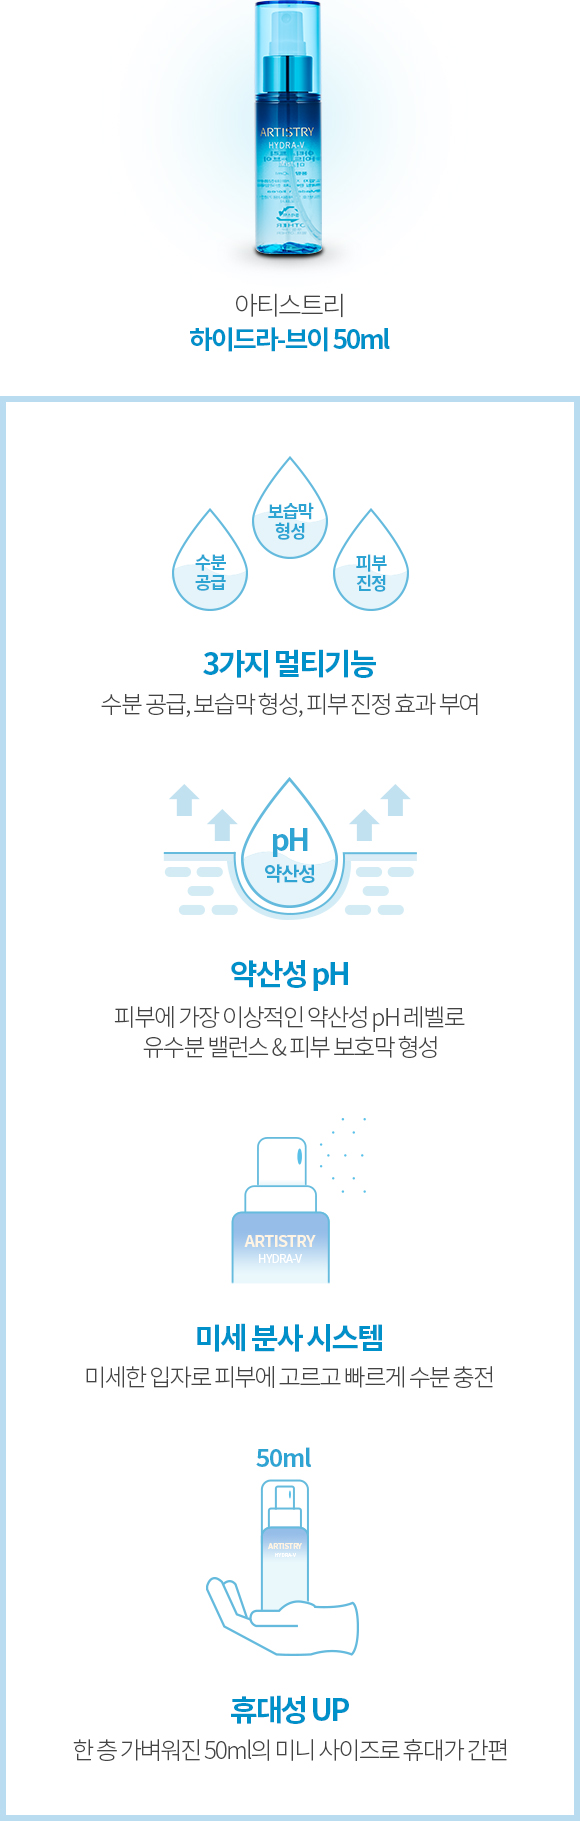 ARTISTRY
HYDRA-V
아티스트리
하이드라-브이 50ml
보습막
형성
수분
공급
피부
진정
3가지 멀티기능
수분 공급, 보습막 형성, 피부 진정 효과 부여
pH
약산성
약산성 pH
피부에 가장 이상적인 약산성 pH 레벨로
유수분 밸런스 & 피부 보호막 형성
ARTISTRY
HYDRA-V
미세 분사 시스템
미세한 입자로 피부에 고르고 빠르게 수분 충전
50ml
ARTISTRY
HYDRA-V
휴대성 UP
한 층 가벼워진 50ml의 미니 사이즈로 휴대가 간편